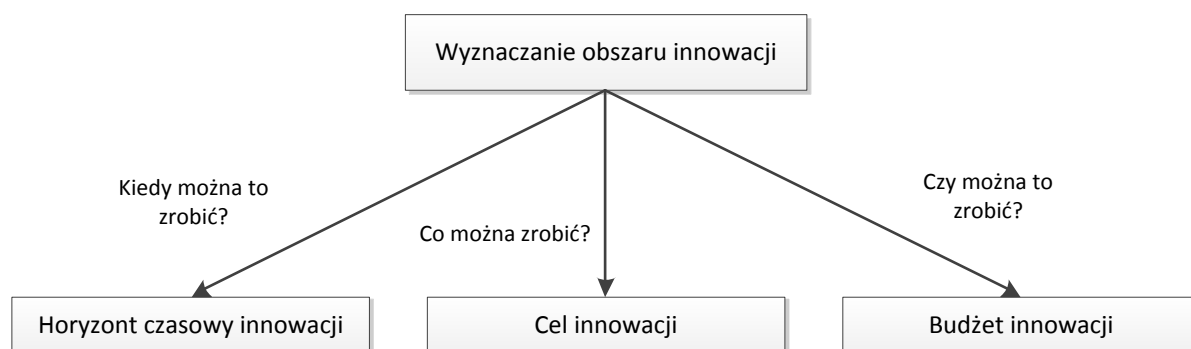 Wyznaczanie obszaru innowacji
Kiedy można to
zrobić?
Co można zrobić?
Czy można to
zrobić?
Horyzont czasowy innowacji
Cel innowacji
Budżet innowacji